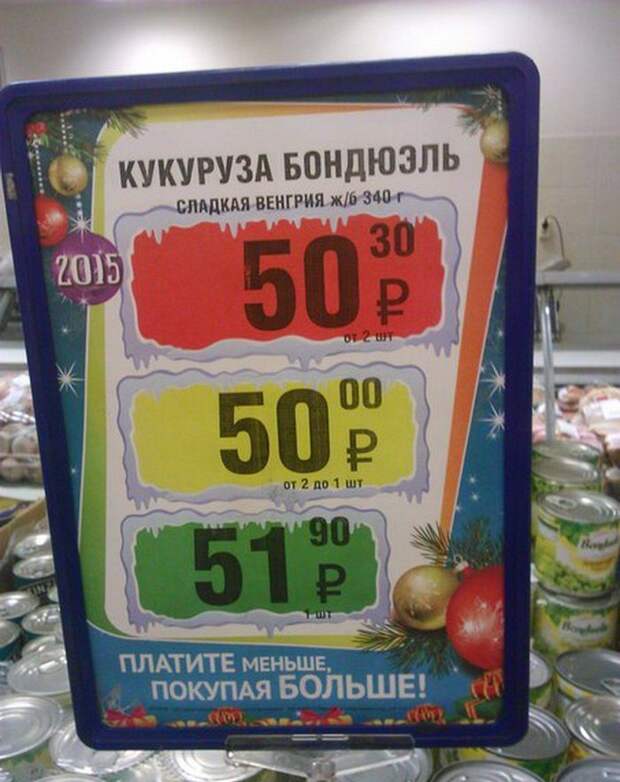 КУКУРУЗА БОНДЮЭЛЬ
СЛАДКАЯ ВЕНГРИЯ ж/б 340 г
2015
50 30 ₽
от 2 шт
50 00 ₽
от 2 до 1 шт
51 90 ₽
1 шт
ПЛАТИТЕ МЕНЬШЕ,
ПОКУПАЯ БОЛЬШЕ!
Bonduelle